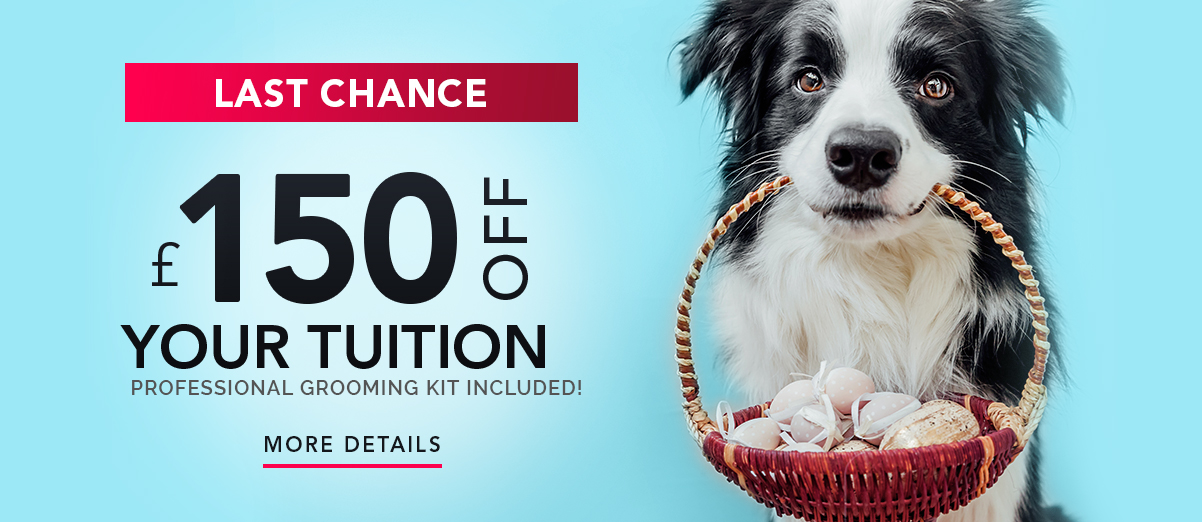 LAST CHANCE
£150 OFF
YOUR TUITION
PROFESSIONAL GROOMING KIT INCLUDED!
MORE DETAILS